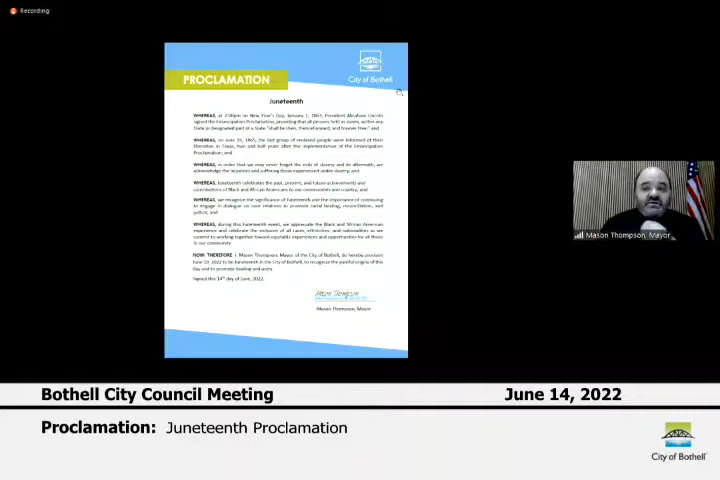 Recording
PROCLAMATION
City of Bothell
Juneteenth
WHEREAS, at 2:00pm on New Year's Day, January 1, 1863, President Abraham Lincoln
signed the Emancipation Proclamation, providing that all persons held as slaves, within any
State or designated part of a State "shall be then, thenceforward, and forever free;" and
WHEREAS, on June 19, 1865, the last group of enslaved people were informed of their
liberation in Texas, two and half years after the implementation of the Emancipation
Proclamation; and
WHEREAS, in order that we may never forget the evils of slavery and its aftermath, we
acknowledge the injustices and suffering those experienced under slavery; and
WHEREAS, Juneteenth celebrates the past, present, and future achievements and
contributions of Black and African Americans to our communities and country; and
WHEREAS, we recognize the significance of Juneteenth and the importance of continuing
to engage in dialogue on race relations to promote racial healing, reconciliation, and
justice; and
WHEREAS, during this Juneteenth event, we appreciate the Black and African American
experience and celebrate the inclusion of all races, ethnicities, and nationalities as we
commit to working together toward equitable experiences and opportunities for all those
in our community.
NOW, THEREFORE, I, Mason Thompson, Mayor of the City of Bothell, do hereby proclaim
June 19, 2022 to be Juneteenth in the City of Bothell, to recognize the painful origins of this
day and to promote healing and unity.
Signed this 14th day of June, 2022.
Mason Thompson
Mason Thompson, Mayor
Mason Thompson, Mayor
Bothell City Council Meeting June 14, 2022
Proclamation: Juneteenth Proclamation
City of Bothell